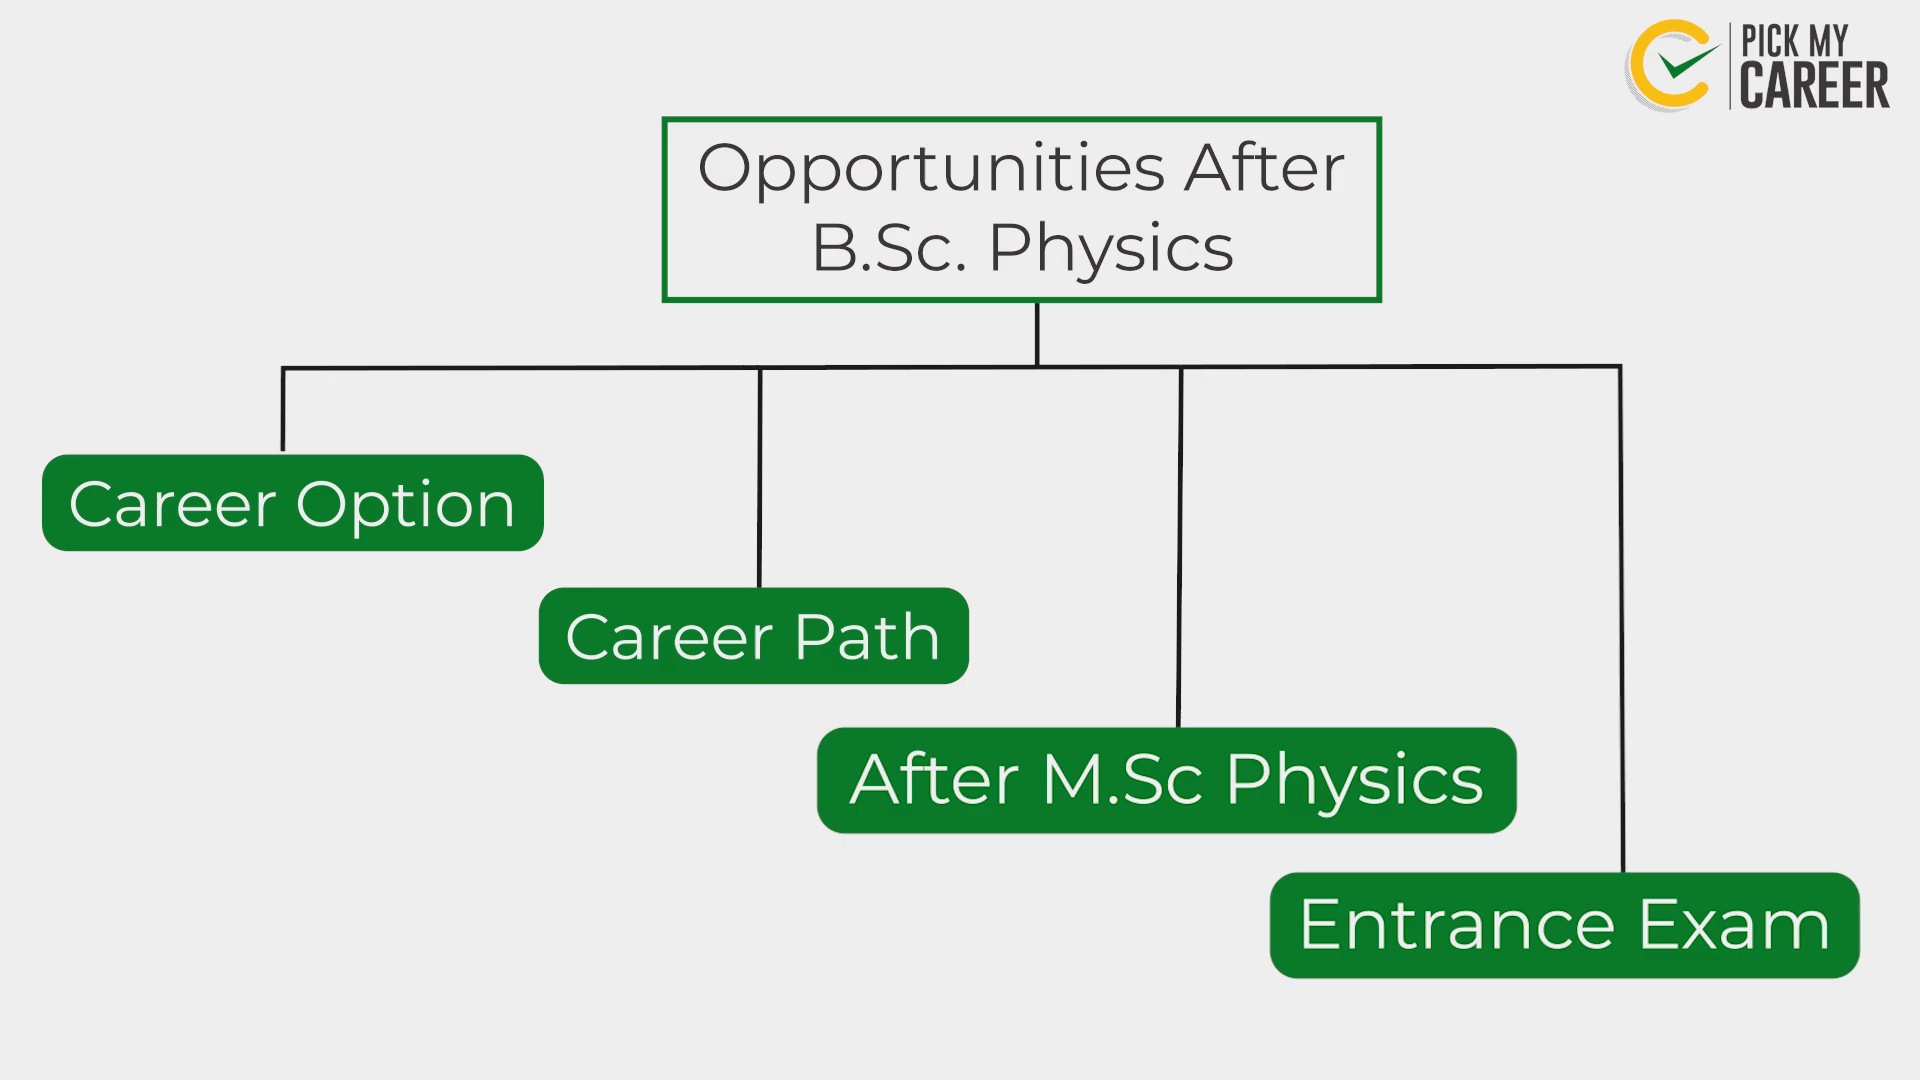 PICK MY
CAREER
Opportunities After
B.Sc. Physics
Career Option
Career Path
After M.Sc Physics
Entrance Exam